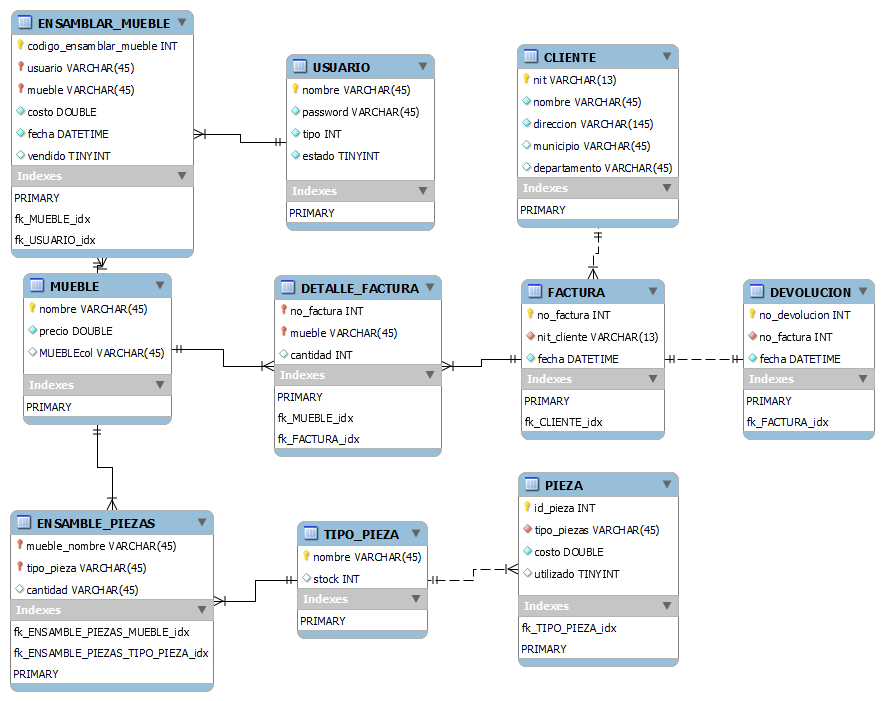 ENSAMBLAR_MUEBLE
codigo_ensamblar_mueble INT
usuario VARCHAR(45)
mueble VARCHAR(45)
costo DOUBLE
fecha DATETIME
vendido TINYINT
Indexes
PRIMARY
fk_MUEBLE_idx
fk_USUARIO_idx
USUARIO
nombre VARCHAR(45)
password VARCHAR(45)
tipo INT
estado TINYINT
Indexes
PRIMARY
CLIENTE
nit VARCHAR(13)
nombre VARCHAR(45)
direccion VARCHAR(145)
municipio VARCHAR(45)
departamento VARCHAR(45)
Indexes
PRIMARY
MUEBLE
nombre VARCHAR(45)
precio DOUBLE
MUEBLEcol VARCHAR(45)
Indexes
PRIMARY
DETALLE_FACTURA
no_factura INT
mueble VARCHAR(45)
cantidad INT
Indexes
PRIMARY
fk_MUEBLE_idx
fk_FACTURA_idx
FACTURA
no_factura INT
nit_cliente VARCHAR(13)
fecha DATETIME
Indexes
PRIMARY
fk_CLIENTE_idx
DEVOLUCION
no_devolucion INT
no_factura INT
fecha DATETIME
Indexes
PRIMARY
fk_FACTURA_idx
ENSAMBLE_PIEZAS
mueble_nombre VARCHAR(45)
tipo_pieza VARCHAR(45)
cantidad VARCHAR(45)
Indexes
fk_ENSAMBLE_PIEZAS_MUEBLE_idx
fk_ENSAMBLE_PIEZAS_TIPO_PIEZA_idx
PRIMARY
TIPO_PIEZA
nombre VARCHAR(45)
stock INT
Indexes
PRIMARY
PIEZA
id_pieza INT
tipo_piezas VARCHAR(45)
costo DOUBLE
utilizado TINYINT
Indexes
fk_TIPO_PIEZA_idx
PRIMARY